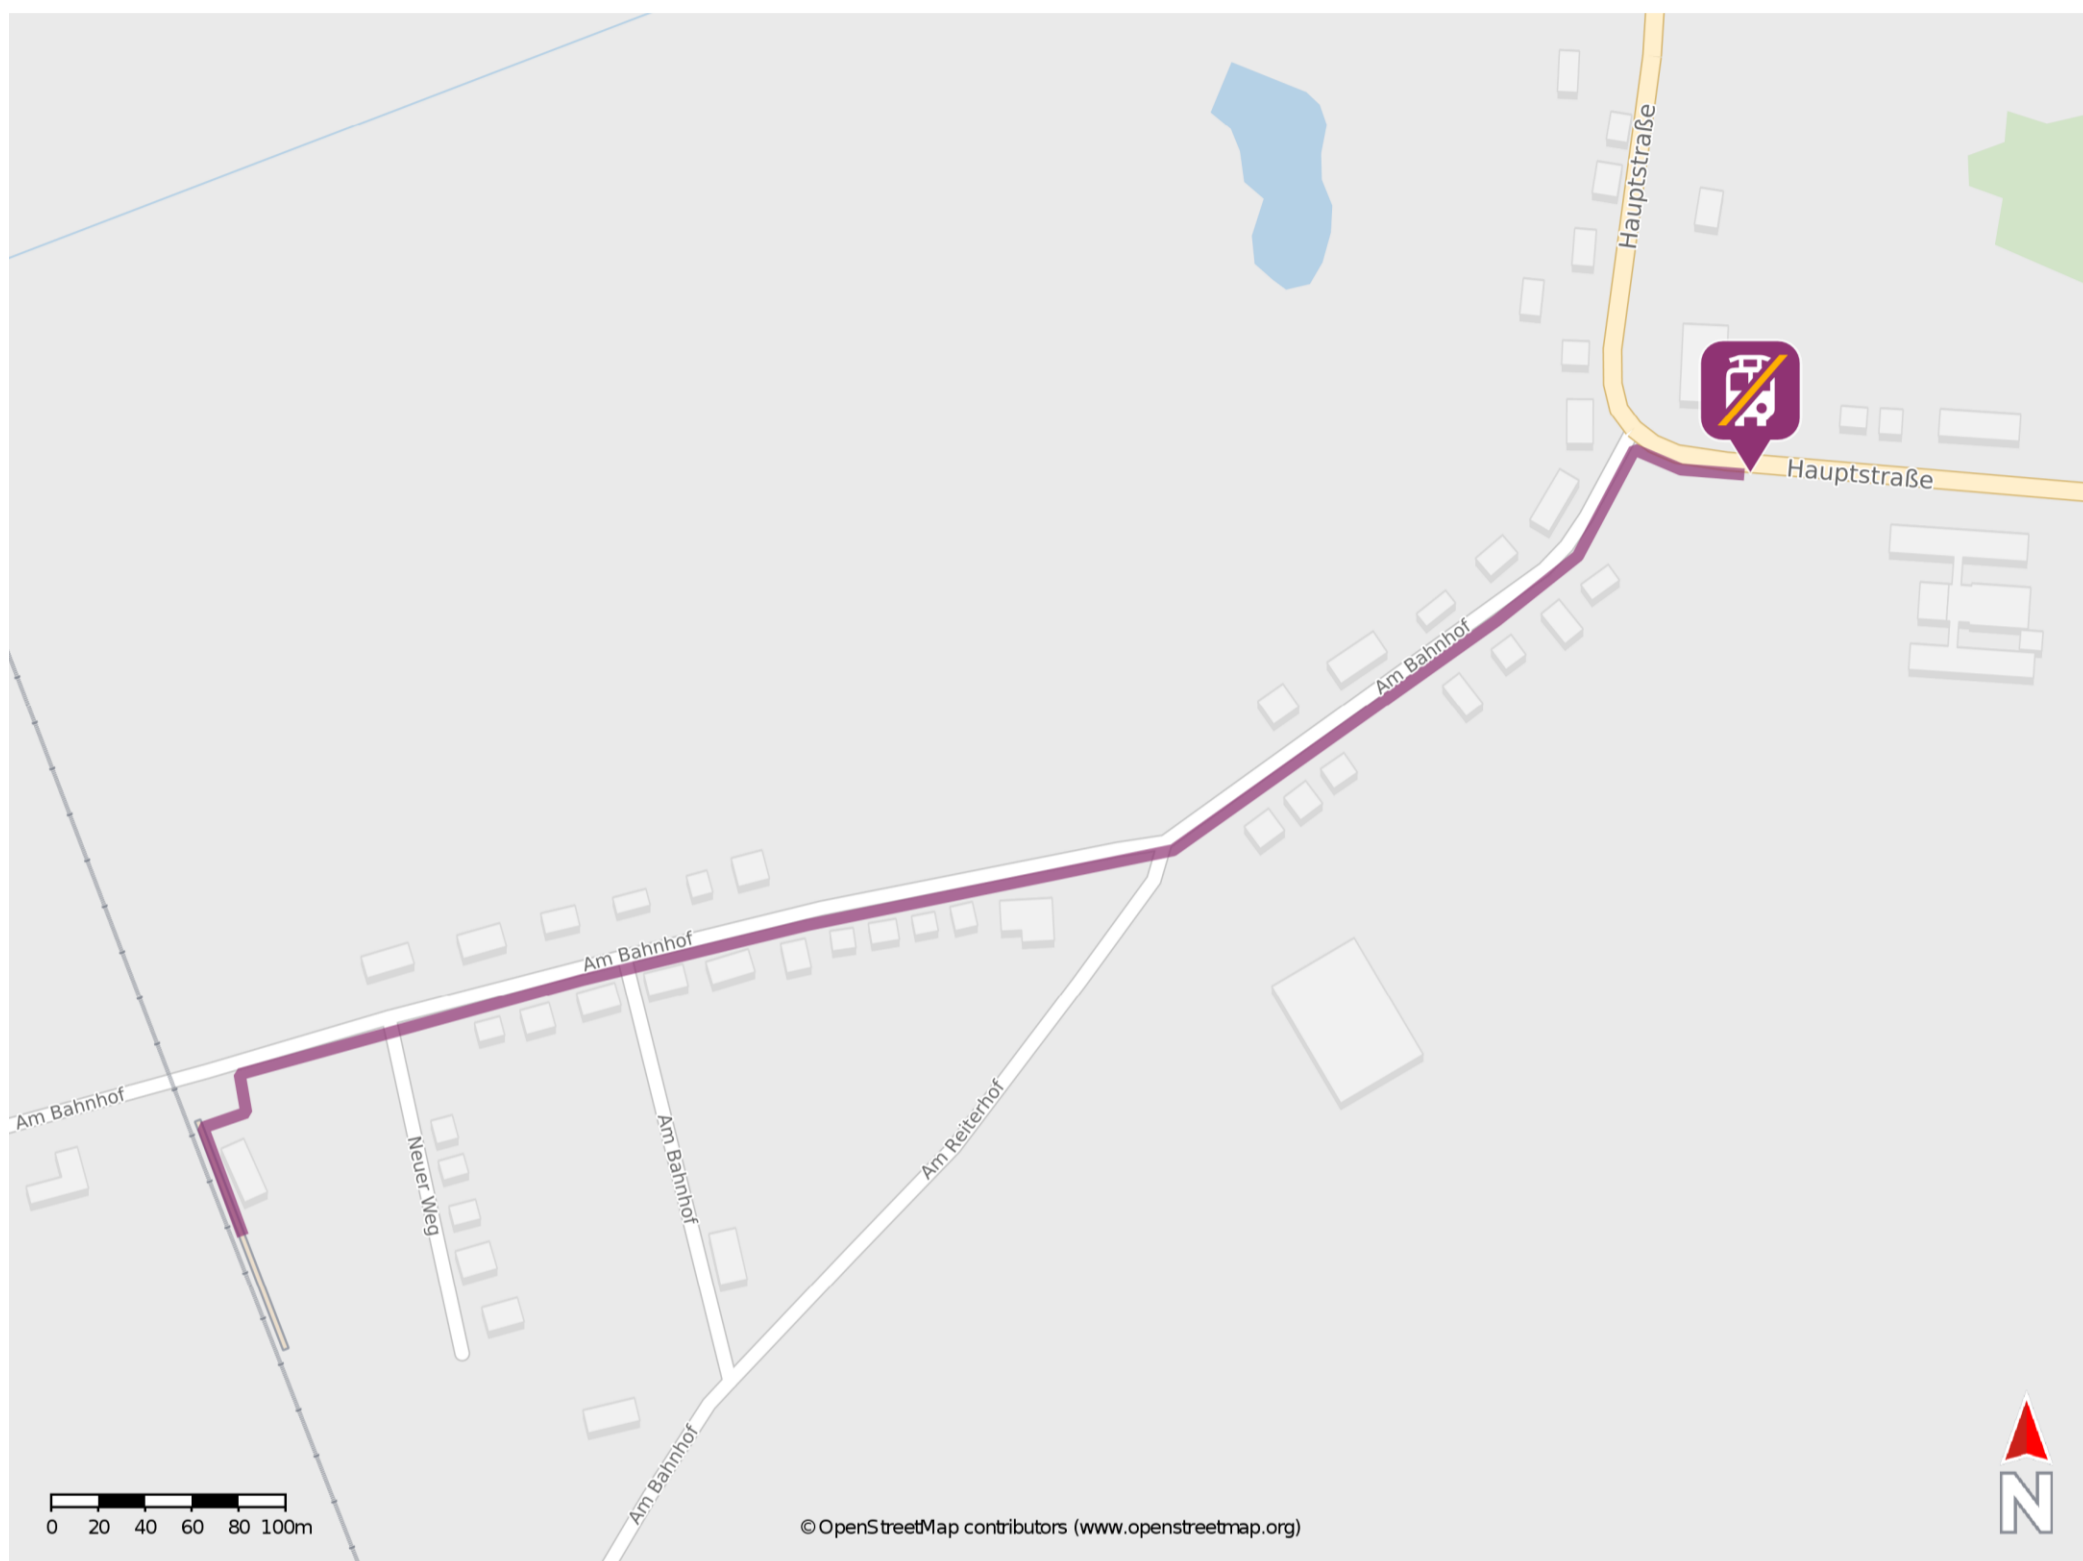 Hauptstraße
Hauptstraße
Am Bahnhof
Am Bahnhof
Am Bahnhof
Neuer Weg
Am Bahnhof
Am Reiterhof
Am Bahnhof
N
0 20 40 60 80 100m
© OpenStreetMap contributors (www.openstreetmap.org)